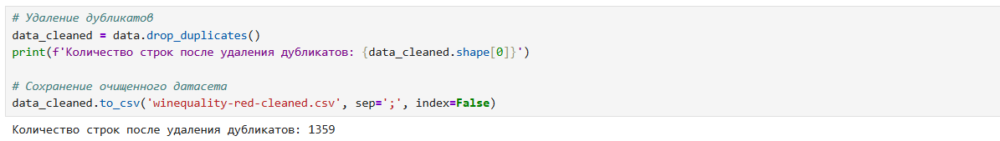 # Удаление дубликатов
data_cleaned = data.drop_duplicates()
print(f'Количество строк после удаления дубликатов: {data_cleaned.shape[0]}')
# Сохранение очищенного датасета
data_cleaned.to_csv('winequality-red-cleaned.csv', sep=';', index=False)
Количество строк после удаления дубликатов: 1359